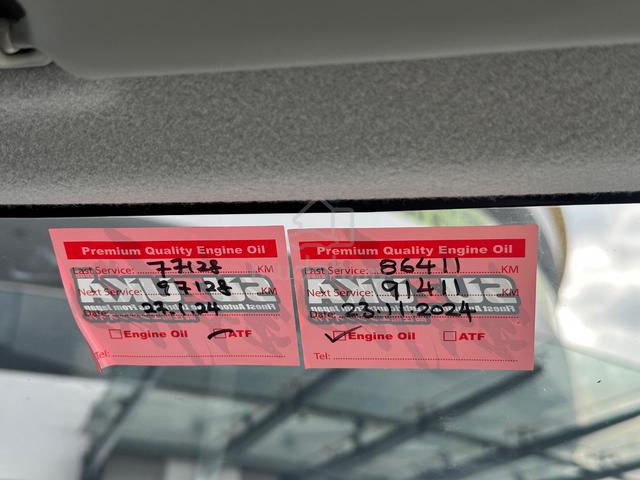 Premium Quality Engine Oil
Last Service: 77128 KM
Next Service: 97128 KM
Date: 27.1.24
Engine Oil ATF
Tel:
Premium Quality Engine Oil
Last Service: 86411 KM
Next Service: 91411 KM
Date: 23.11.2024
Engine Oil ATF
Tel: